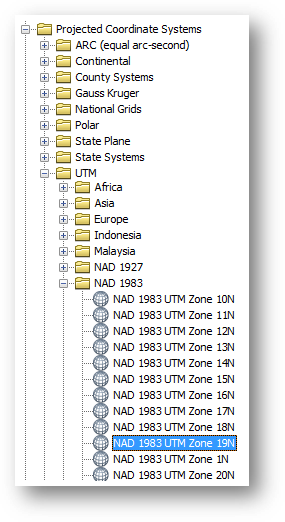 Projected Coordinate Systems
ARC (equal arc-second)
Continental
County Systems
Gauss Kruger
National Grids
Polar
State Plane
State Systems
UTM
Africa
Asia
Europe
Indonesia
Malaysia
NAD 1927
NAD 1983
NAD 1983 UTM Zone 10N
NAD 1983 UTM Zone 11N
NAD 1983 UTM Zone 12N
NAD 1983 UTM Zone 13N
NAD 1983 UTM Zone 14N
NAD 1983 UTM Zone 15N
NAD 1983 UTM Zone 16N
NAD 1983 UTM Zone 17N
NAD 1983 UTM Zone 18N
NAD 1983 UTM Zone 19N
NAD 1983 UTM Zone 1N
NAD 1983 UTM Zone 20N